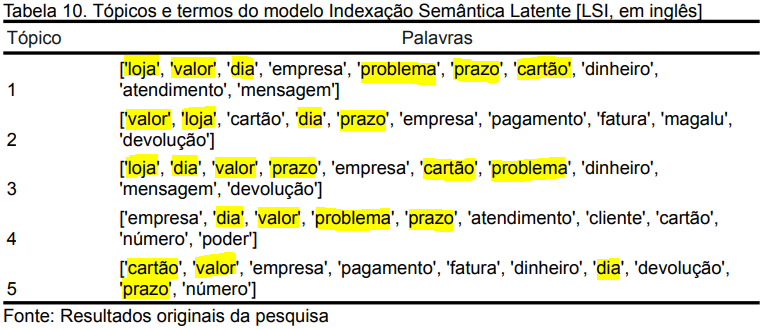 Tabela 10. Tópicos e termos do modelo Indexação Semântica Latente [LSI, em inglês]
Tópico Palavras
1 ['loja', 'valor', 'dia', 'empresa', 'problema', 'prazo', 'cartão', 'dinheiro',
'atendimento', 'mensagem']
2 ['valor', 'loja', 'cartão', 'dia', 'prazo', 'empresa', 'pagamento', 'fatura', 'magalu',
'devolução']
3 ['loja', 'dia', 'valor', 'prazo', 'empresa', 'cartão', 'problema', 'dinheiro',
'mensagem', 'devolução']
4 ['empresa', 'dia', 'valor', 'problema', 'prazo', 'atendimento', 'cliente', 'cartão',
'número', 'poder']
5 ['cartão', 'valor', 'empresa', 'pagamento', 'fatura', 'dinheiro', 'dia', 'devolução',
'prazo', 'número']
Fonte: Resultados originais da pesquisa